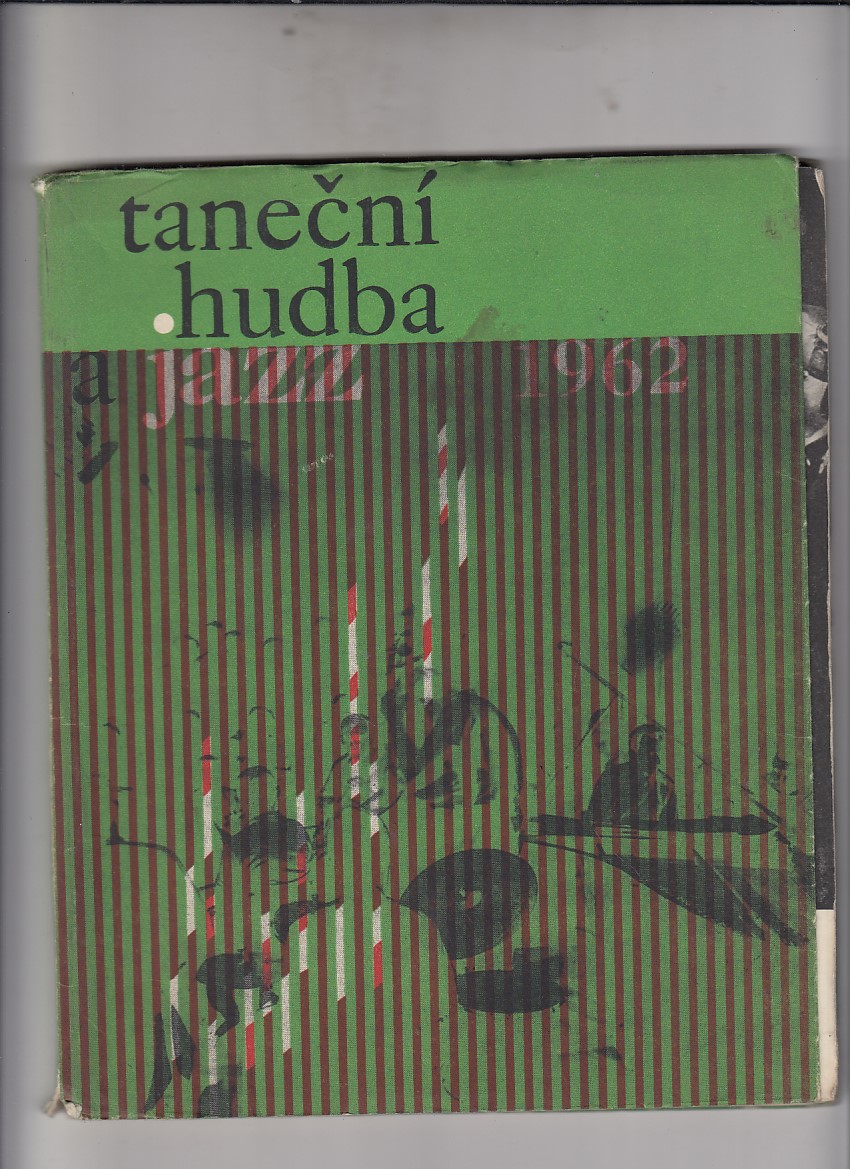 taneční
hudba
a jazz 1962